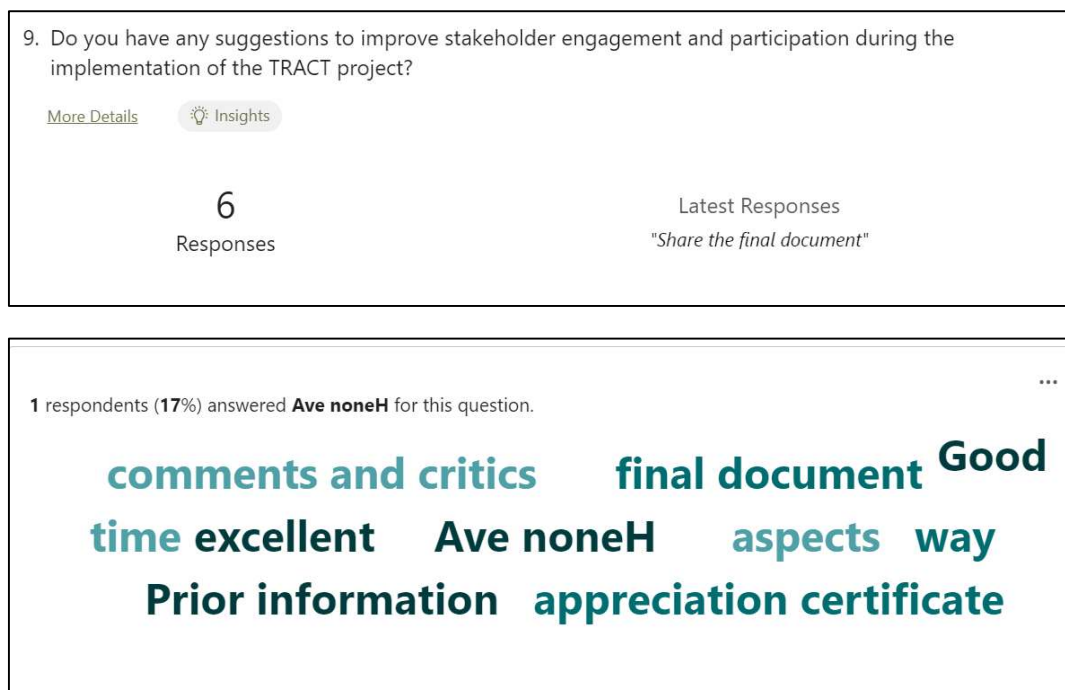 9. Do you have any suggestions to improve stakeholder engagement and participation during the
implementation of the TRACT project?
More Details
Insights
6
Responses
Latest Responses
"Share the final document"
...
1 respondents (17%) answered Ave noneH for this question.
comments and critics final document Good
time excellent Ave noneH aspects way
Prior information appreciation certificate